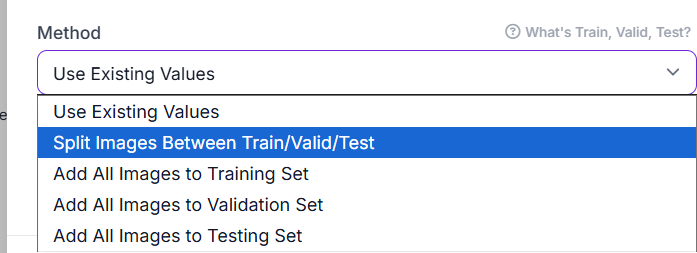 Method
What's Train, Valid, Test?
Use Existing Values
Use Existing Values
Split Images Between Train/Valid/Test
Add All Images to Training Set
Add All Images to Validation Set
Add All Images to Testing Set